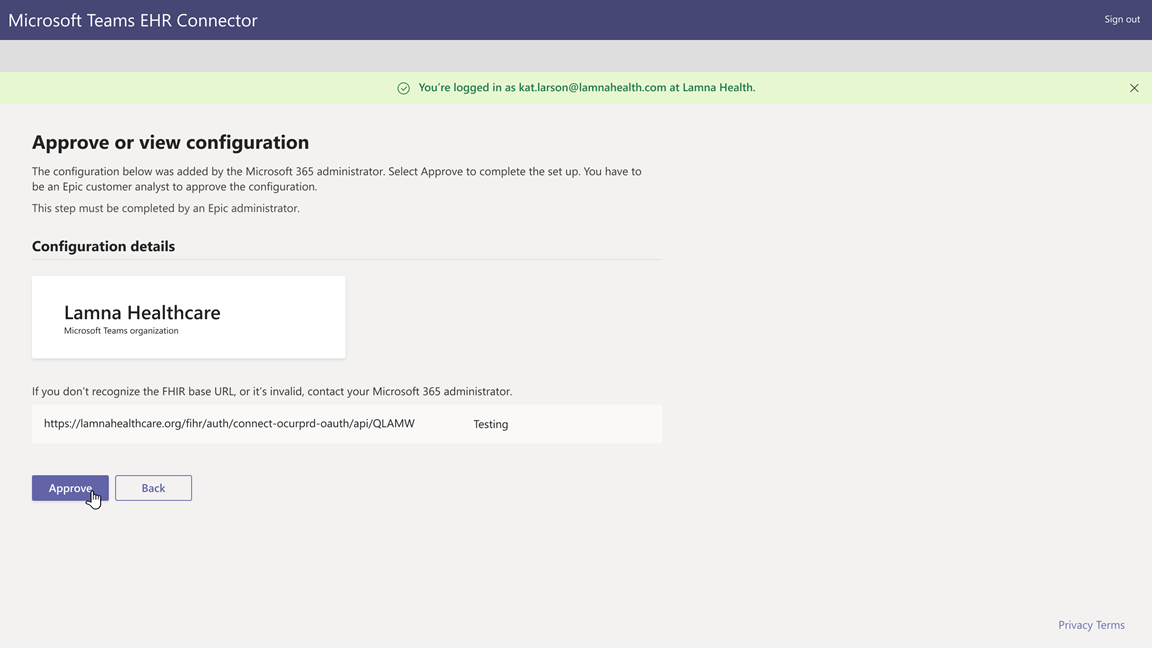 Microsoft Teams EHR Connector
Sign out
You're logged in as kat.larson@lamnahealth.com at Lamna Health.
Approve or view configuration
The configuration below was added by the Microsoft 365 administrator. Select Approve to complete the set up. You have to
be an Epic customer analyst to approve the configuration.
This step must be completed by an Epic administrator.
Configuration details
Lamna Healthcare
Microsoft Teams organization
If you don't recognize the FHIR base URL, or it's invalid, contact your Microsoft 365 administrator.
https://lamnahealthcare.org/fihr/auth/connect-ocurprd-oauth/api/QLAMW
Testing
Approve
Back
Privacy Terms